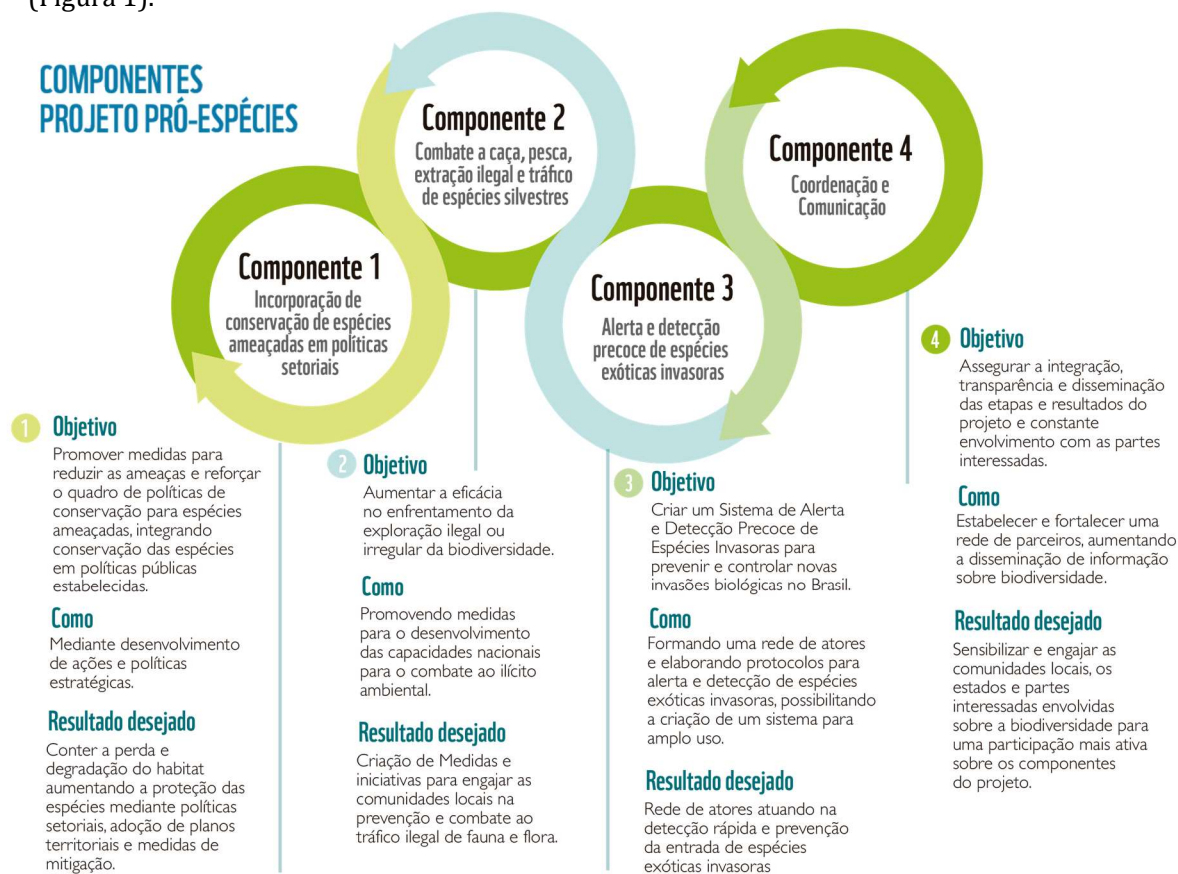 (Figura 1).
COMPONENTES
PROJETO PRÓ-ESPÉCIES
Componente 1
Incorporação de
conservação de espécies
ameaçadas em políticas
setoriais
Componente 2
Combate a caça, pesca,
extração ilegal e tráfico
de espécies silvestres
Componente 3
Alerta e detecção
precoce de espécies
exóticas invasoras
Componente 4
Coordenação e
Comunicação
1 Objetivo
Promover medidas para
reduzir as ameaças e reforçar
o quadro de políticas de
conservação para espécies
ameaçadas, integrando
conservação das espécies
em políticas públicas
estabelecidas.
Como
Mediante desenvolvimento
de ações e políticas
estratégicas.
Resultado desejado
Conter a perda e
degradação do habitat
aumentando a proteção das
espécies mediante políticas
setoriais, adoção de planos
territoriais e medidas de
mitigação.
2 Objetivo
Aumentar a eficácia
no enfrentamento da
exploração ilegal ou
irregular da biodiversidade.
Como
Promovendo medidas
para o desenvolvimento
das capacidades nacionais
para o combate ao ilícito
ambiental.
Resultado desejado
Criação de Medidas e
iniciativas para engajar as
comunidades locais na
prevenção e combate ao
tráfico ilegal de fauna e flora.
3 Objetivo
Criar um Sistema de Alerta
e Detecção Precoce de
Espécies Invasoras para
prevenir e controlar novas
invasões biológicas no Brasil.
Como
Formando uma rede de atores
e elaborando protocolos para
alerta e detecção de espécies
exóticas invasoras, possibilitando
a criação de um sistema para
amplo uso.
Resultado desejado
Rede de atores atuando na
detecção rápida e prevenção
da entrada de espécies
exóticas invasoras
4 Objetivo
Assegurar a integração,
transparência e disseminação
das etapas e resultados do
projeto e constante
envolvimento com as partes
interessadas.
Como
Estabelecer e fortalecer uma
rede de parceiros, aumentando
a disseminação de informação
sobre biodiversidade.
Resultado desejado
Sensibilizar e engajar as
comunidades locais, os
estados e partes
interessadas envolvidas
sobre a biodiversidade para
uma participação mais ativa
sobre os componentes
do projeto.